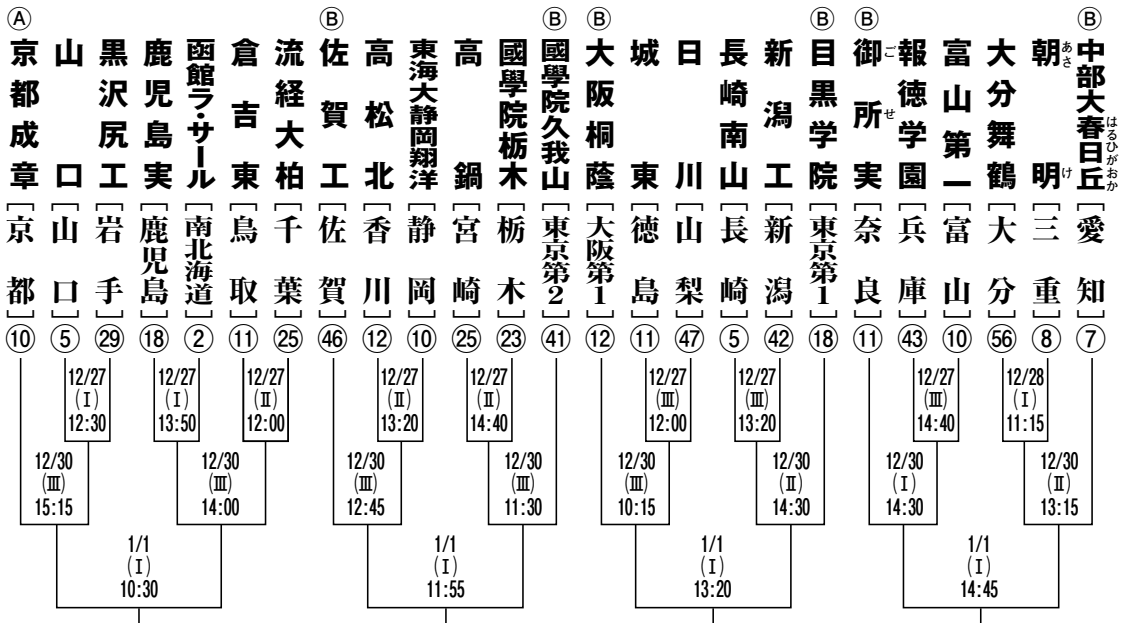 Ⓐ Ⓑ Ⓑ Ⓑ Ⓑ Ⓑ Ⓑ
京都成章 [京都] ⑩
山口 [山口] ⑤
黒沢尻工 [岩手] ㉙
鹿児島実 [鹿児島] ⑱
函館ラ・サール [南北海道] ②
倉吉東 [鳥取] ⑪
流経大柏 [千葉] ㉕
佐賀工 [佐賀] ㊻
高松北 [香川] ⑫
東海大静岡翔洋 [静岡] ⑩
高鍋 [宮崎] ㉕
國學院栃木 [栃木] ㉓
國學院久我山 [東京第2] ㊶
大阪桐蔭 [大阪第1] ⑫
城東 [徳島] ⑪
日川 [山梨] ㊼
長崎南山 [長崎] ⑤
新潟工 [新潟] ㊷
目黒学院 [東京第1] ⑱
御所実 [奈良] ⑪
ごせ
報徳学園 [兵庫] ㊸
富山第一 [富山] ⑩
大分舞鶴 [大分] 56
朝明 [三重] ⑧
あさけ
中部大春日丘 [愛知] ⑦
はるひがおか
12/27 (Ⅰ) 12:30
12/27 (Ⅰ) 13:50
12/27 (Ⅱ) 12:00
12/27 (Ⅱ) 13:20
12/27 (Ⅱ) 14:40
12/27 (Ⅲ) 12:00
12/27 (Ⅲ) 13:20
12/27 (Ⅲ) 14:40
12/28 (Ⅰ) 11:15
12/30 (Ⅲ) 15:15
12/30 (Ⅲ) 14:00
12/30 (Ⅲ) 12:45
12/30 (Ⅲ) 11:30
12/30 (Ⅲ) 10:15
12/30 (Ⅱ) 14:30
12/30 (Ⅰ) 14:30
12/30 (Ⅱ) 13:15
1/1 (Ⅰ) 10:30
1/1 (Ⅰ) 11:55
1/1 (Ⅰ) 13:20
1/1 (Ⅰ) 14:45